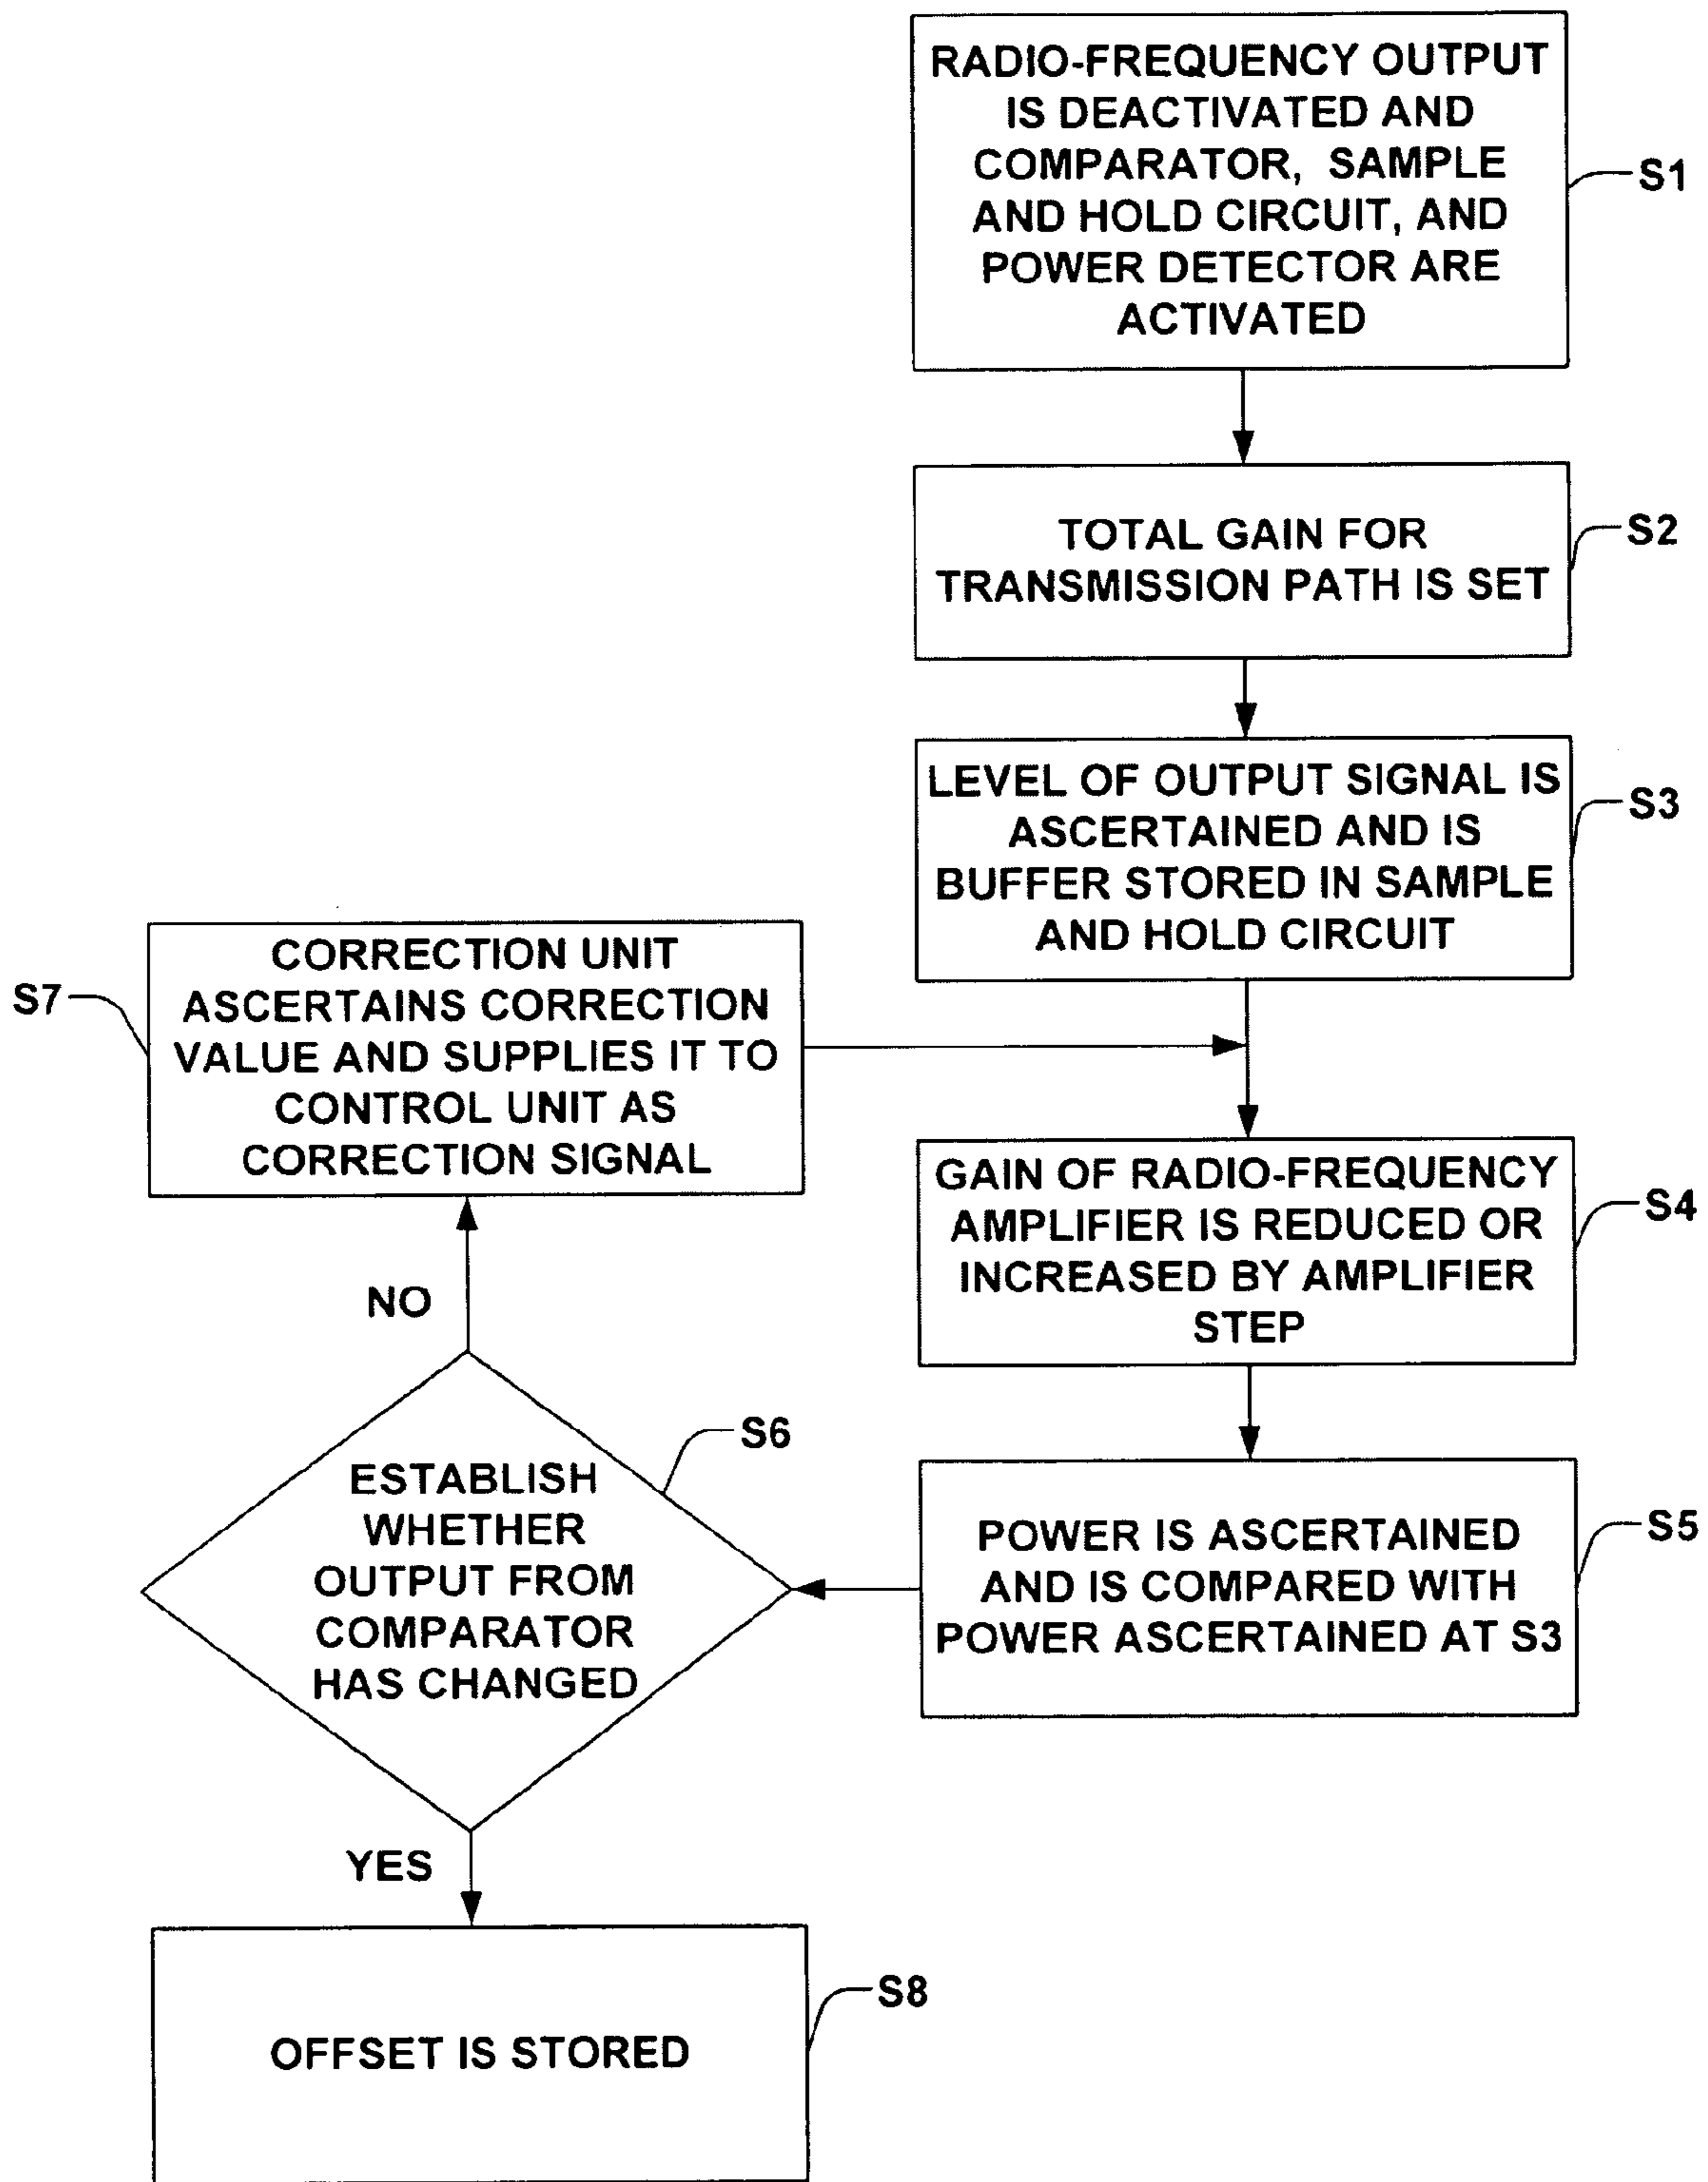 RADIO-FREQUENCY OUTPUT
IS DEACTIVATED AND
COMPARATOR, SAMPLE
AND HOLD CIRCUIT, AND
POWER DETECTOR ARE
ACTIVATED
S1
TOTAL GAIN FOR
TRANSMISSION PATH IS SET
S2
LEVEL OF OUTPUT SIGNAL IS
ASCERTAINED AND IS
BUFFER STORED IN SAMPLE
AND HOLD CIRCUIT
S3
GAIN OF RADIO-FREQUENCY
AMPLIFIER IS REDUCED OR
INCREASED BY AMPLIFIER
STEP
S4
POWER IS ASCERTAINED
AND IS COMPARED WITH
POWER ASCERTAINED AT S3
S5
ESTABLISH
WHETHER
OUTPUT FROM
COMPARATOR
HAS CHANGED
S6
NO
CORRECTION UNIT
ASCERTAINS CORRECTION
VALUE AND SUPPLIES IT TO
CONTROL UNIT AS
CORRECTION SIGNAL
S7
YES
OFFSET IS STORED
S8